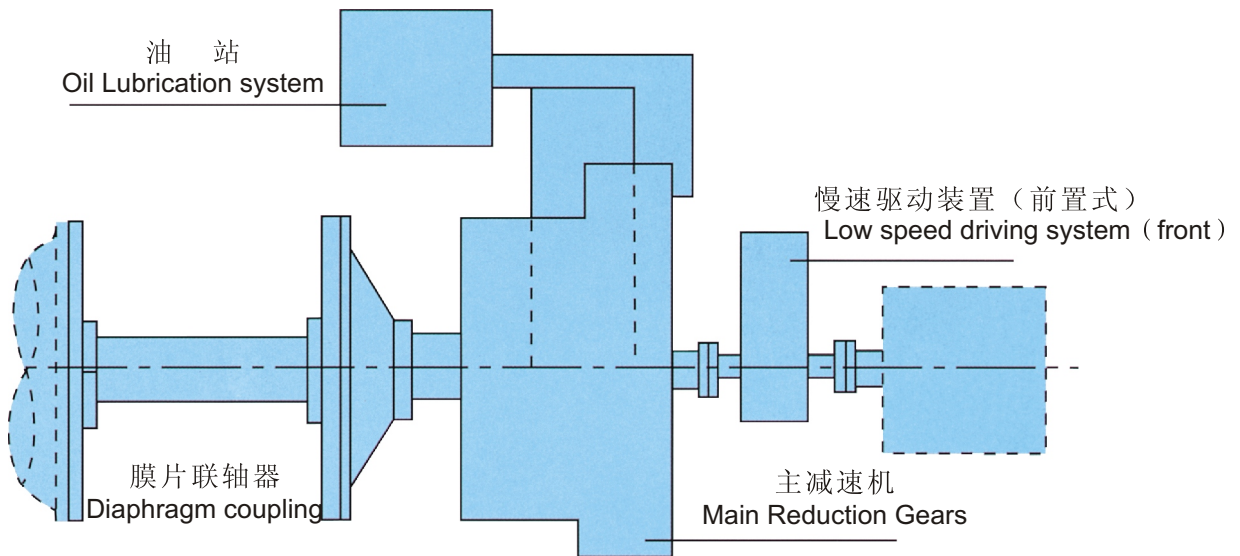 油 站
Oil Lubrication system
慢速驱动装置（前置式）
Low speed driving system（front）
膜片联轴器
Diaphragm coupling
主减速机
Main Reduction Gears